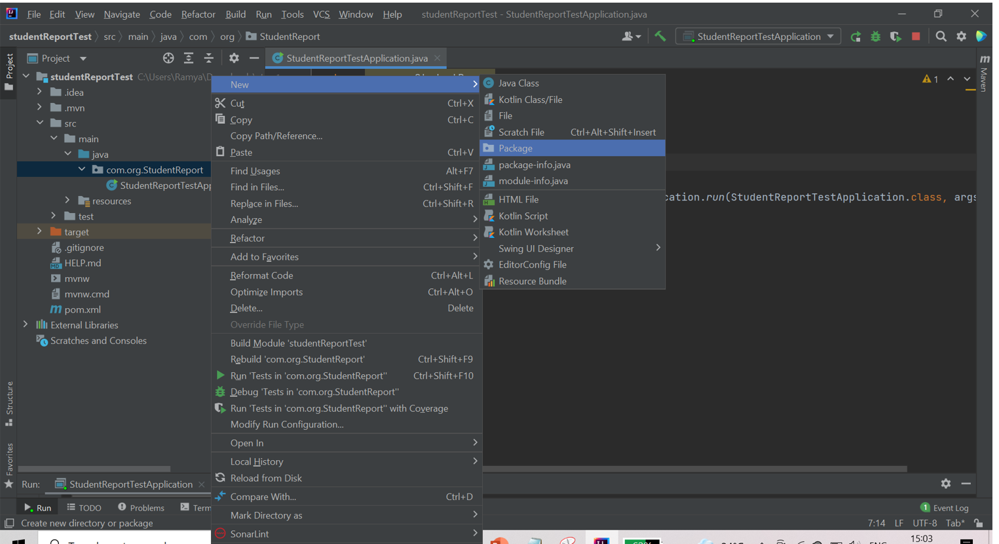 File Edit View Navigate Code Refactor Build Run Tools VCS Window Help studentReportTest - StudentReportTestApplication.java
studentReportTest src main java com org StudentReport StudentReportTestApplication
Project StudentReportTestApplication.java
studentReportTest C:\Users\Ramya\D
.idea
.mvn
src
main
java
com.org.StudentReport
StudentReportTestApp
resources
test
target
.gitignore
HELP.md
mvnw
mvnw.cmd
pom.xml
External Libraries
Scratches and Consoles
Project
Structure
Favorites
New
Cut Ctrl+X
Copy Ctrl+C
Copy Path/Reference...
Paste Ctrl+V
Find Usages Alt+F7
Find in Files... Ctrl+Shift+F
Replace in Files... Ctrl+Shift+R
Analyze
Refactor
Add to Favorites
Reformat Code Ctrl+Alt+L
Optimize Imports Ctrl+Alt+O
Delete... Delete
Override File Type
Build Module 'studentReportTest'
Rebuild 'com.org.StudentReport' Ctrl+Shift+F9
Run 'Tests in 'com.org.StudentReport'' Ctrl+Shift+F10
Debug 'Tests in 'com.org.StudentReport''
Run 'Tests in 'com.org.StudentReport'' with Coverage
Modify Run Configuration...
Open In
Local History
Reload from Disk
Compare With... Ctrl+D
Mark Directory as
SonarLint
Java Class
Kotlin Class/File
File
Scratch File Ctrl+Alt+Shift+Insert
Package
package-info.java
module-info.java
HTML File
Kotlin Script
Kotlin Worksheet
Swing UI Designer
EditorConfig File
Resource Bundle
1
cation.run(StudentReportTestApplication.class, args
Maven
Run: StudentReportTestApplication
Run TODO Problems Term
1 Event Log
Create new directory or package
7:14 LF UTF-8 Tab*
15:03